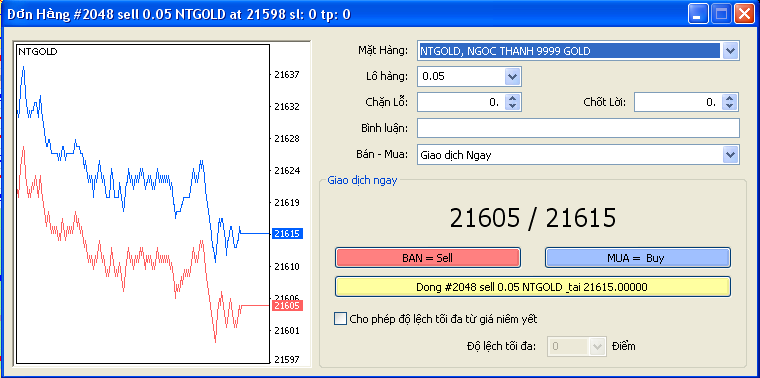 Đơn Hàng #2048 sell 0.05 NTGOLD at 21598 sl: 0 tp: 0
NTGOLD
21637
21632
21628
21624
21619
21615
21610
21606
21605
21601
21597
Mặt Hàng: NTGOLD, NGOC THANH 9999 GOLD
Lô hàng: 0.05
Chặn Lỗ: 0. Chốt Lời: 0.
Bình luận:
Bán - Mua: Giao dịch Ngay
Giao dịch ngay
21605 / 21615
BAN = Sell MUA = Buy
Dong #2048 sell 0.05 NTGOLD _tai 21615.00000
Cho phép độ lệch tối đa từ giá niêm yết
Độ lệch tối đa: 0 Điểm